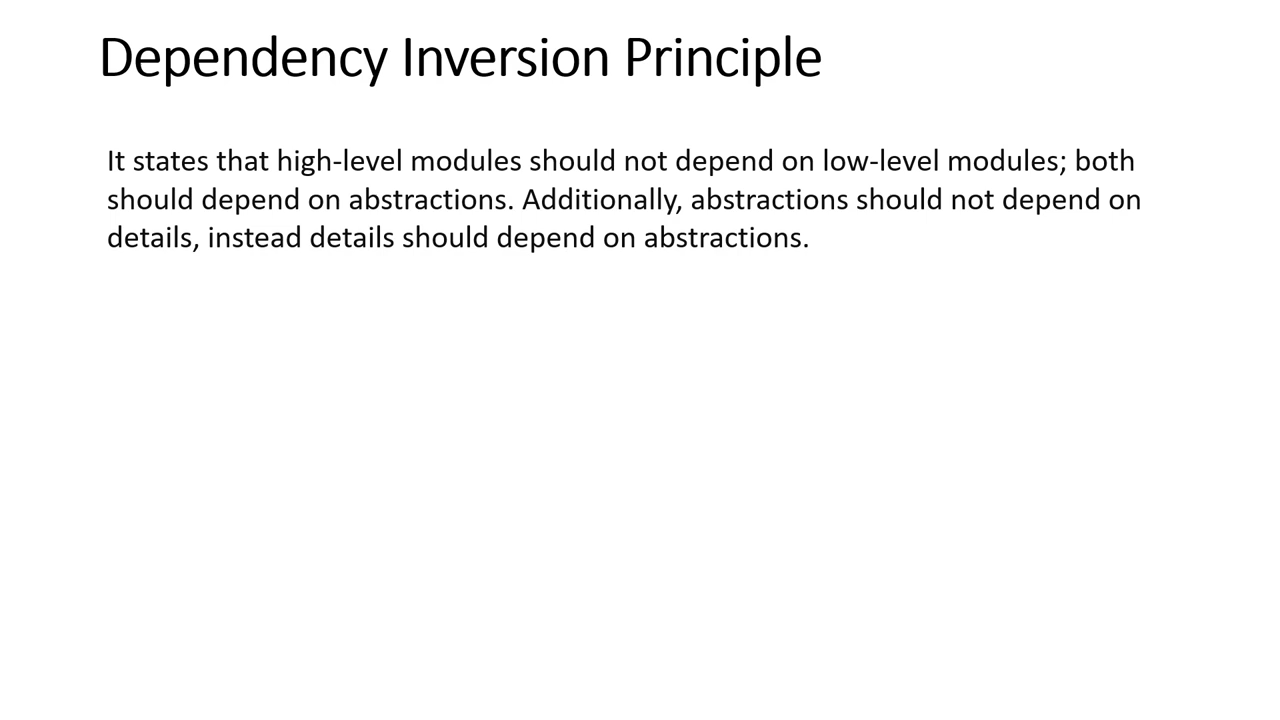 Dependency Inversion Principle
It states that high-level modules should not depend on low-level modules; both
should depend on abstractions. Additionally, abstractions should not depend on
details, instead details should depend on abstractions.